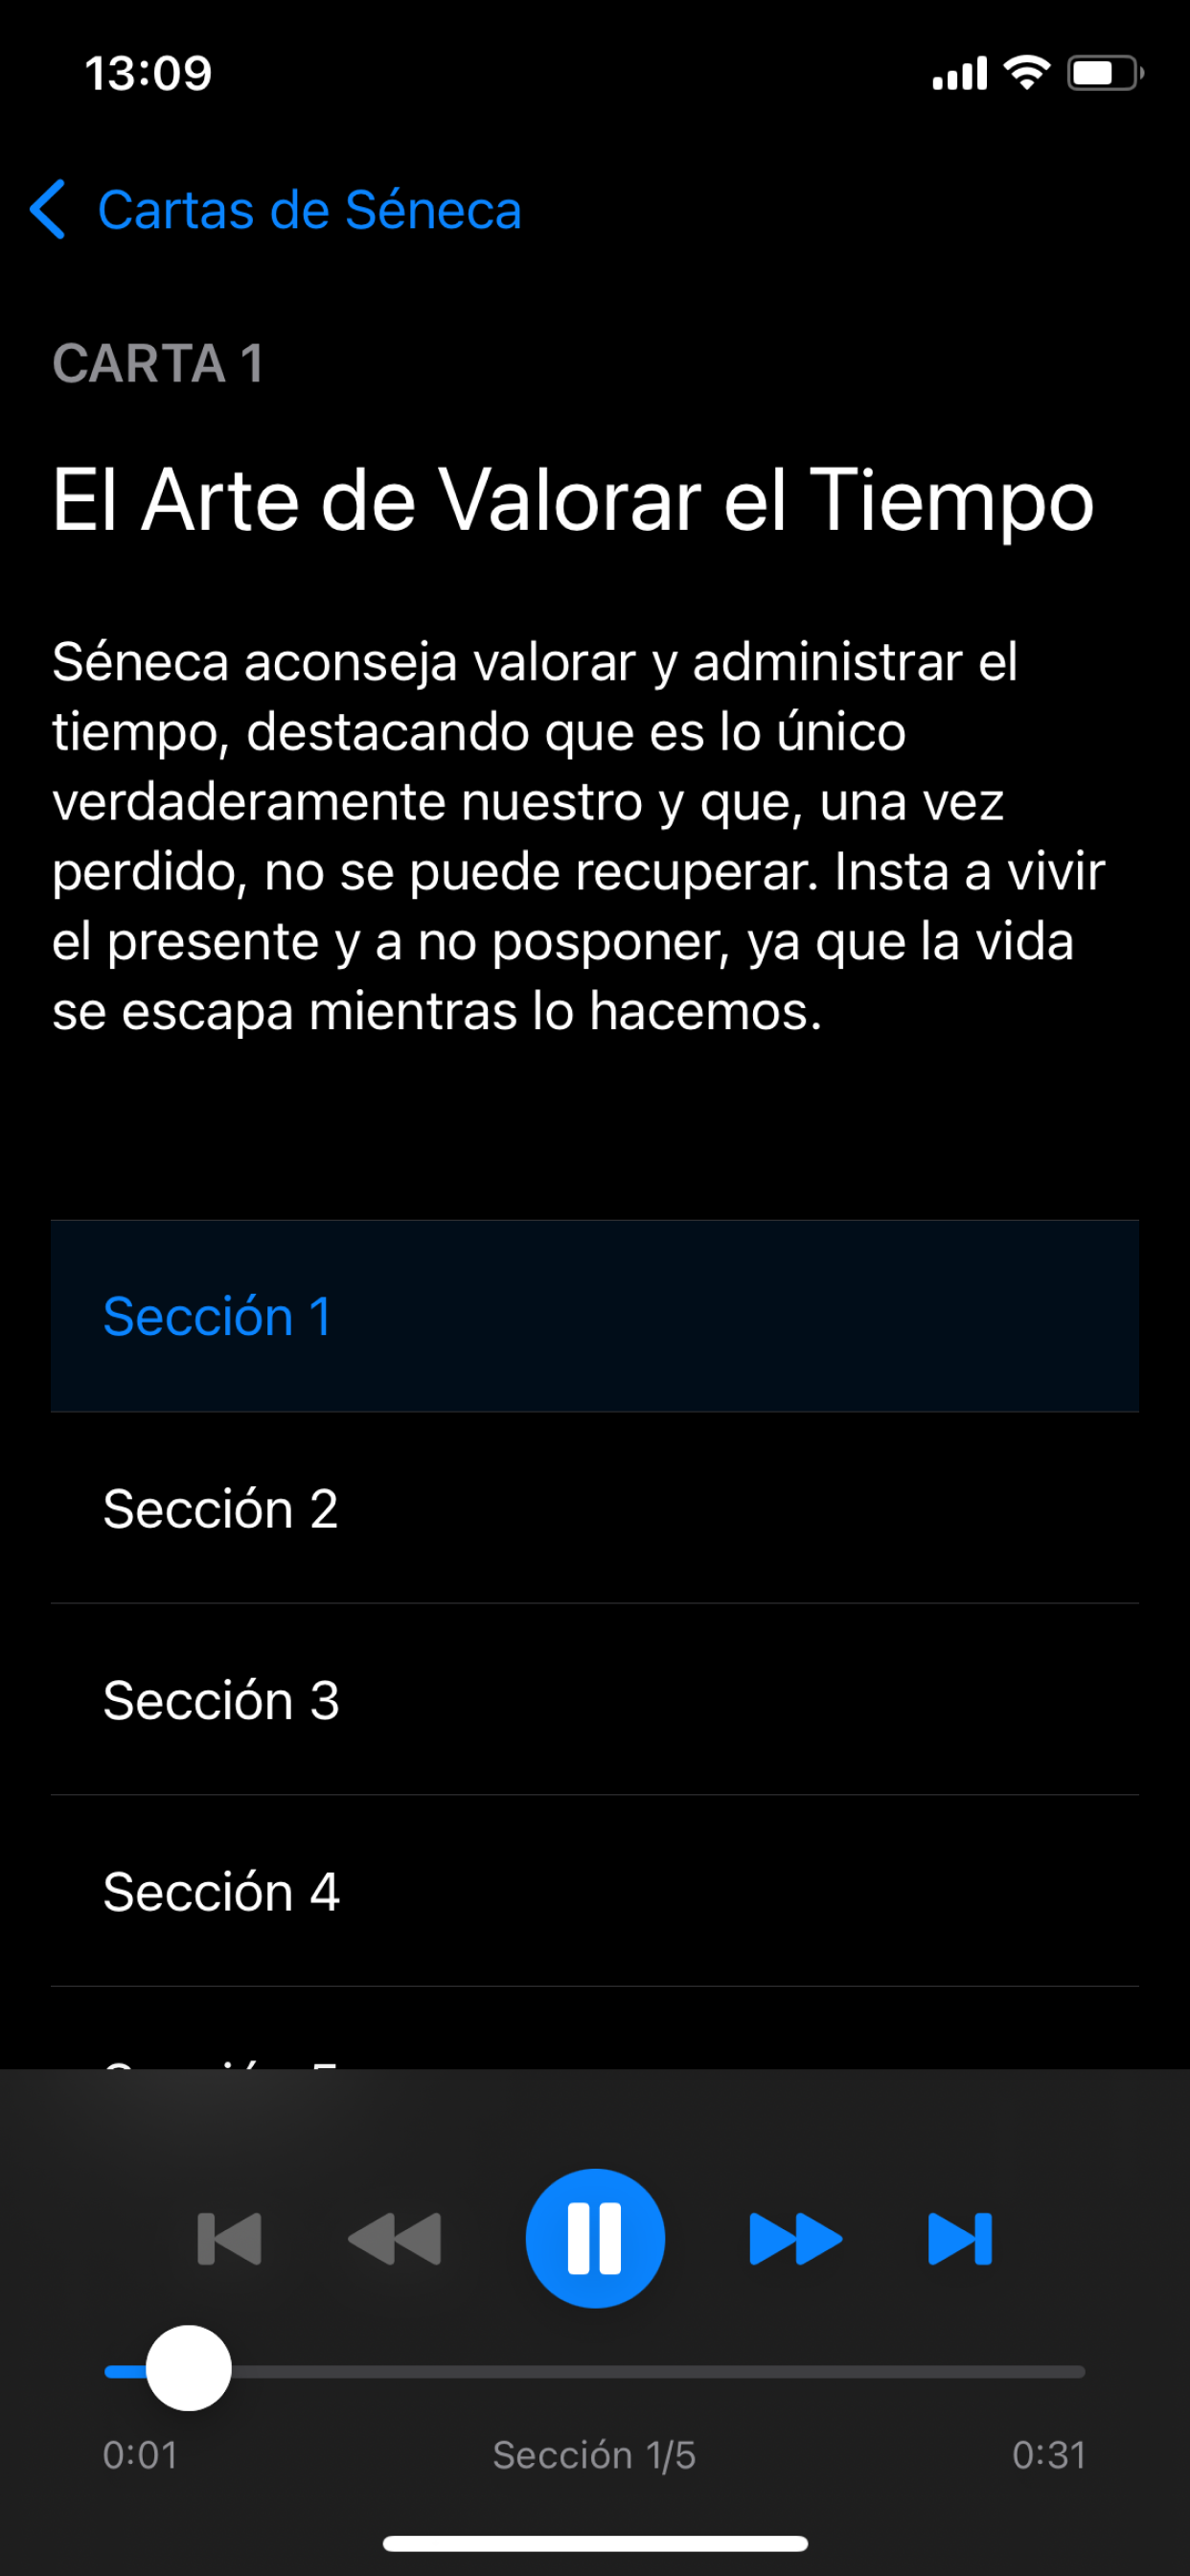 13:09
Cartas de Séneca
CARTA 1
El Arte de Valorar el Tiempo
Séneca aconseja valorar y administrar el
tiempo, destacando que es lo único
verdaderamente nuestro y que, una vez
perdido, no se puede recuperar. Insta a vivir
el presente y a no posponer, ya que la vida
se escapa mientras lo hacemos.
Sección 1
Sección 2
Sección 3
Sección 4
0:01
Sección 1/5
0:31